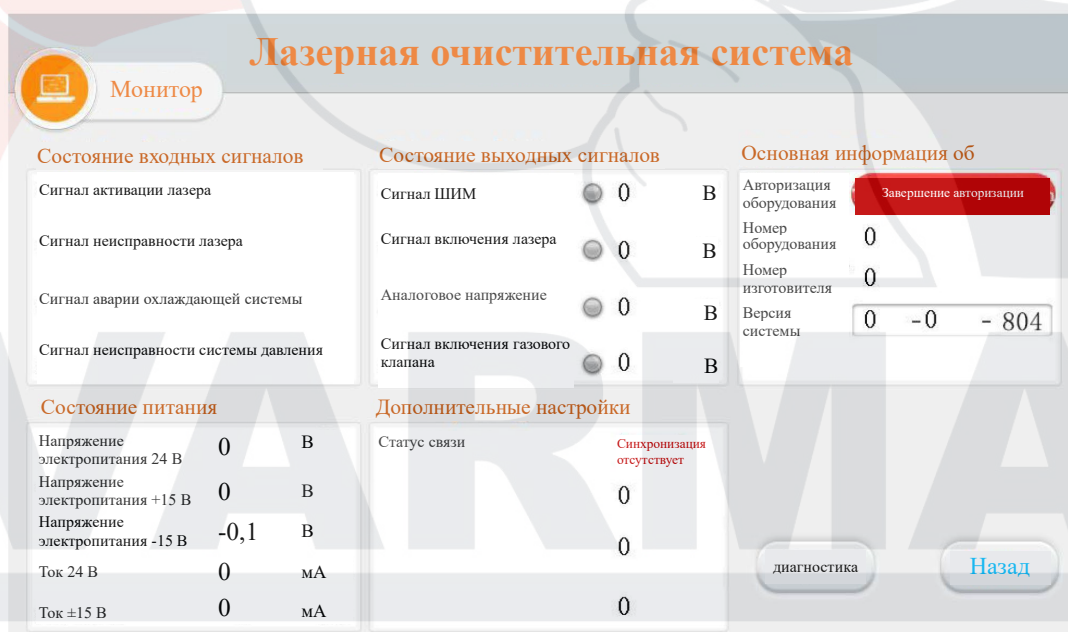 Лазерная очистительная система
Монитор
Состояние входных сигналов
Сигнал активации лазера
Сигнал неисправности лазера
Сигнал аварии охлаждающей системы
Сигнал неисправности системы давления
Состояние выходных сигналов
Сигнал ШИМ 0 В
Сигнал включения лазера 0 В
Аналоговое напряжение 0 В
Сигнал включения газового
клапана 0 В
Основная информация об
Авторизация
оборудования
Завершение авторизации
Номер
оборудования 0
Номер
изготовителя 0
Версия
системы 0 -0 - 804
Состояние питания
Напряжение
электропитания 24 В 0 В
Напряжение
электропитания +15 В 0 В
Напряжение
электропитания -15 В -0,1 В
Ток 24 В 0 мА
Ток ±15 В 0 мА
Дополнительные настройки
Статус связи
Синхронизация
отсутствует
0
0
0
диагностика
Назад
VARMA